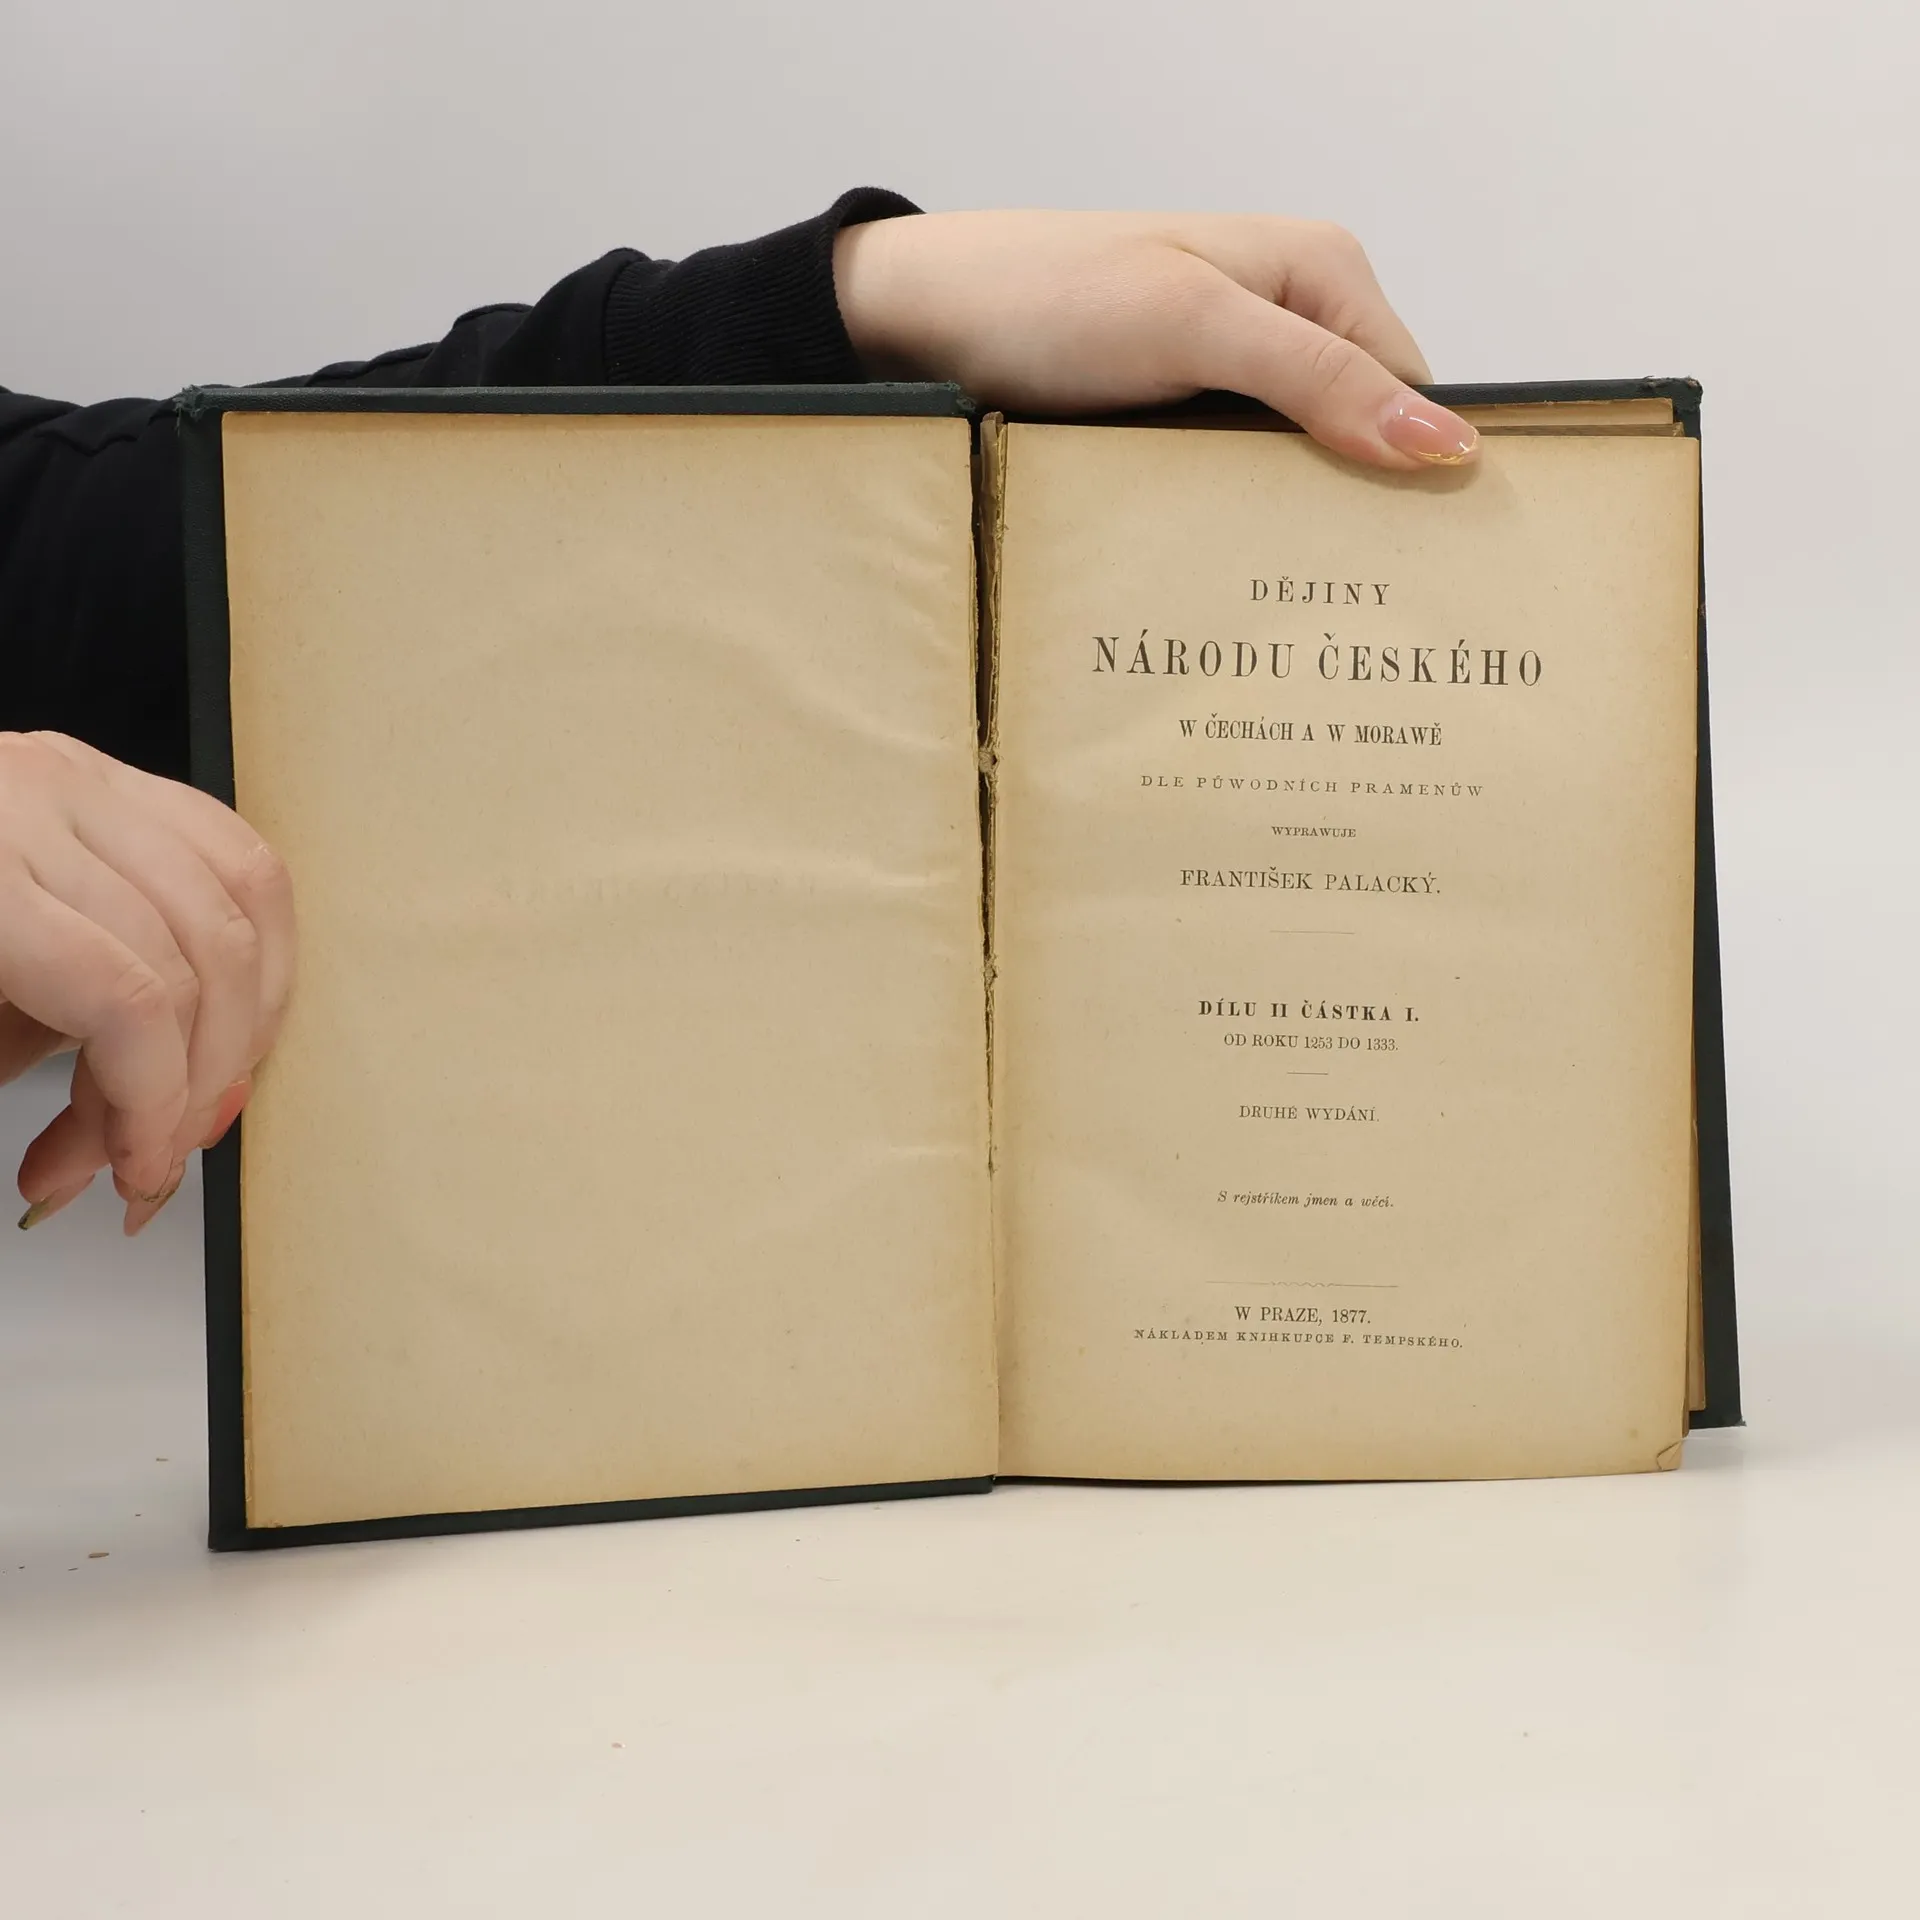 DĚJINY
NÁRODU ČESKÉHO
W ČECHÁCH A W MORAWĚ
DLE PŮWODNÍCH PRAMENŮW
WYPRAWUJE
FRANTIŠEK PALACKÝ.
DÍLU II ČÁSTKA I.
OD ROKU 1253 DO 1333.
DRUHÉ WYDÁNÍ.
S rejstříkem jmen a wěcí.
W PRAZE, 1877.
NÁKLADEM KNIHKUPCE F. TEMPSKÉHO.